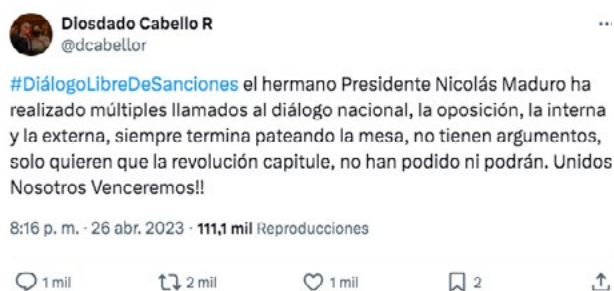 Diosdado Cabello R
@dcabellor
#DiálogoLibreDeSanciones el hermano Presidente Nicolás Maduro ha
realizado múltiples llamados al diálogo nacional, la oposición, la interna
y la externa, siempre termina pateando la mesa, no tienen argumentos,
solo quieren que la revolución capitule, no han podido ni podrán. Unidos
Nosotros Venceremos!!
8:16 p. m. · 26 abr. 2023 · 111,1 mil Reproducciones
1 mil 2 mil 1 mil 2